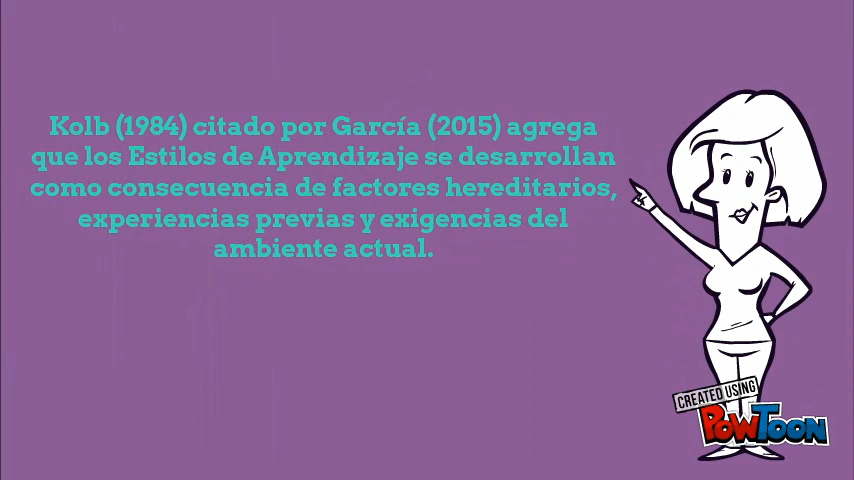 Kolb (1984) citado por García (2015) agrega
que los Estilos de Aprendizaje se desarrollan
como consecuencia de factores hereditarios,
experiencias previas y exigencias del
ambiente actual.
CREATED USING
POWTOON